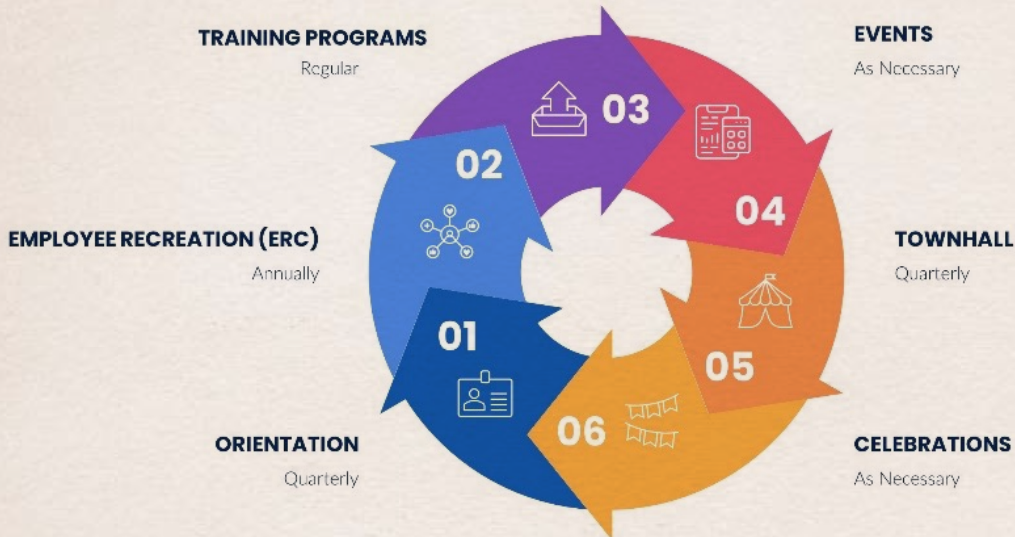 TRAINING PROGRAMS
Regular
EVENTS
As Necessary
03
02
04
EMPLOYEE RECREATION (ERC)
Annually
TOWNHALL
Quarterly
01
05
06
ORIENTATION
Quarterly
CELEBRATIONS
As Necessary